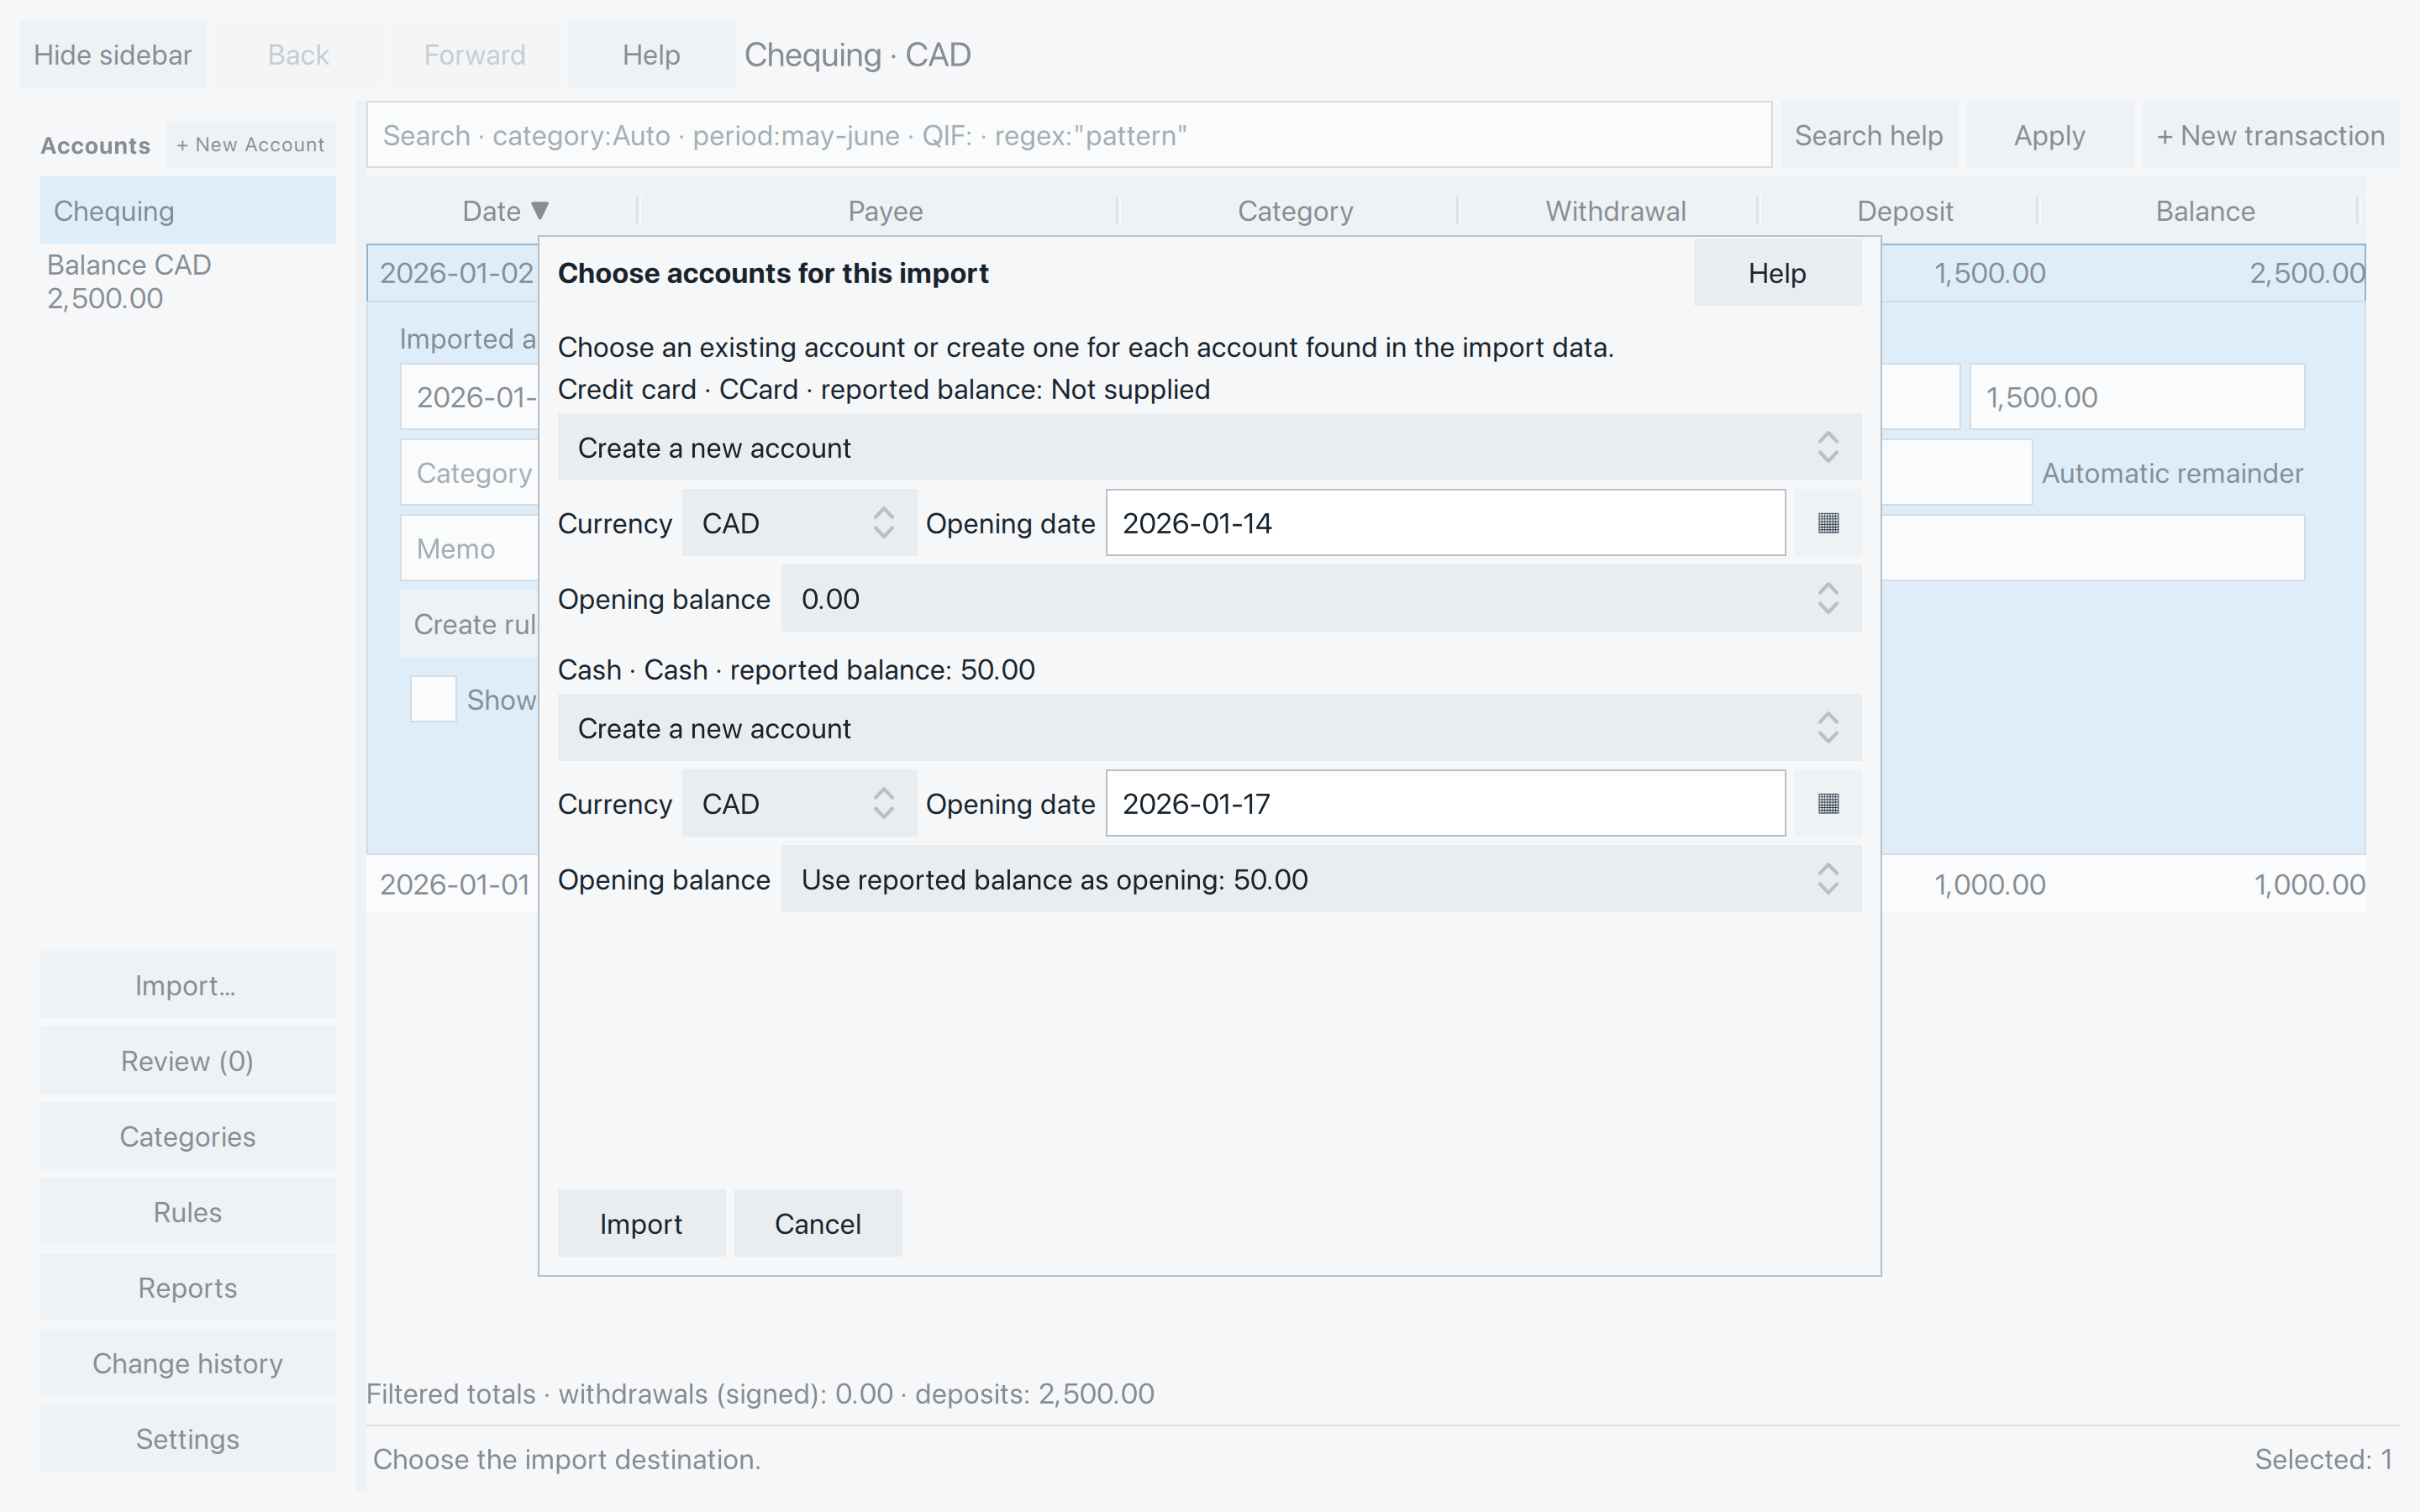 Hide sidebar Back Forward Help Chequing · CAD
Accounts + New Account
Search · category:Auto · period:may-june · QIF: · regex:"pattern" Search help Apply + New transaction
Chequing
Balance CAD
2,500.00
Date ▼ Payee Category Withdrawal Deposit Balance
2026-01-02 1,500.00 2,500.00
Imported a
2026-01- 1,500.00
Category Automatic remainder
Memo
Create rul
Show
2026-01-01 1,000.00 1,000.00
Choose accounts for this import Help
Choose an existing account or create one for each account found in the import data.
Credit card · CCard · reported balance: Not supplied
Create a new account
Currency CAD Opening date 2026-01-14
Opening balance 0.00
Cash · Cash · reported balance: 50.00
Create a new account
Currency CAD Opening date 2026-01-17
Opening balance Use reported balance as opening: 50.00
Import Cancel
Import...
Review (0)
Categories
Rules
Reports
Change history
Settings
Filtered totals · withdrawals (signed): 0.00 · deposits: 2,500.00
Choose the import destination. Selected: 1